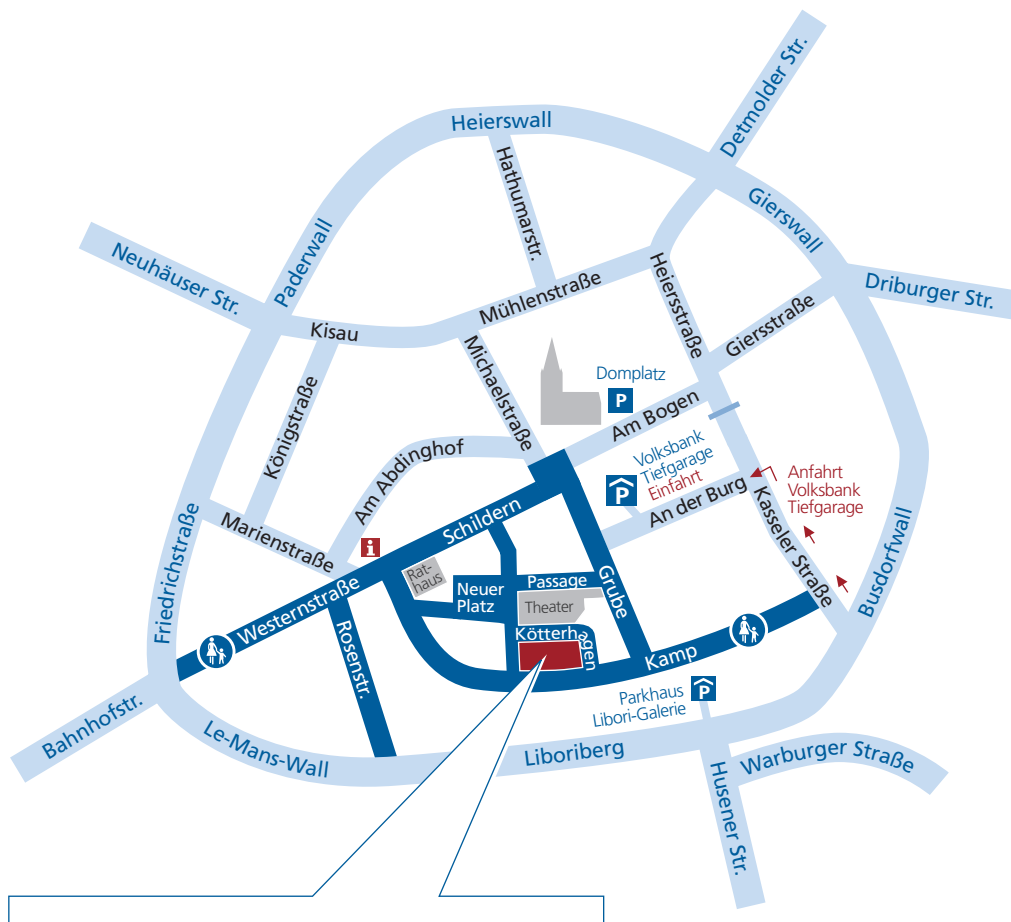 Detmolder Str.
Heierswall
Hathumarstr.
Gierswall
Neuhäuser Str.
Paderwall
Heiersstraße
Driburger Str.
Mühlenstraße
Kisau
Giersstraße
Michaelstraße
Domplatz
P
Königstraße
Am Bogen
Am Abdinghof
Volksbank
Tiefgarage
Einfahrt
P
Anfahrt
Volksbank
Tiefgarage
An der Burg
Kasseler Straße
Schildern
Marienstraße
i
Friedrichstraße
Busdorfwall
Rat-
haus
Passage
Grube
Neuer
Platz
Theater
Westernstraße
Rosenstr.
Kötterhagen
Kamp
Parkhaus
Libori-Galerie
P
Bahnhofstr.
Le-Mans-Wall
Liboriberg
Warburger Straße
Husener Str.